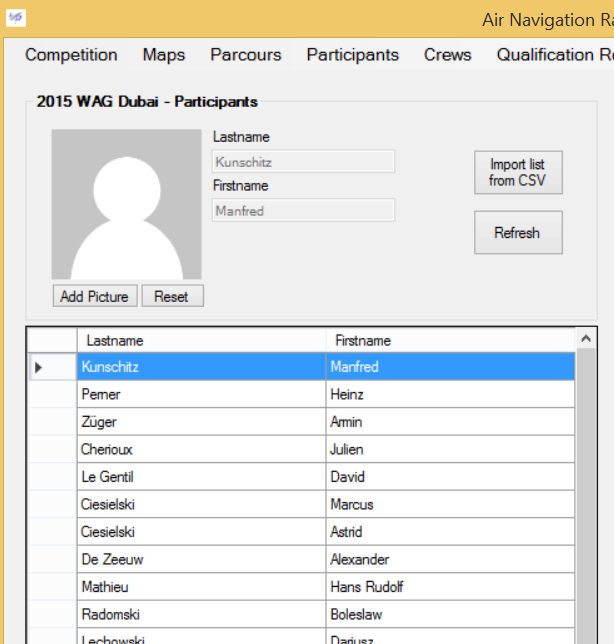 Air Navigation Ra
Competition Maps Parcours Participants Crews Qualification R
2015 WAG Dubai - Participants
Lastname
Kunschitz
Firstname
Manfred
Import list
from CSV
Refresh
Add Picture Reset
Lastname Firstname
Kunschitz Manfred
Perner Heinz
Züger Armin
Cherioux Julien
Le Gentil David
Ciesielski Marcus
Ciesielski Astrid
De Zeeuw Alexander
Mathieu Hans Rudolf
Radomski Boleslaw
Lechowski Dariusz